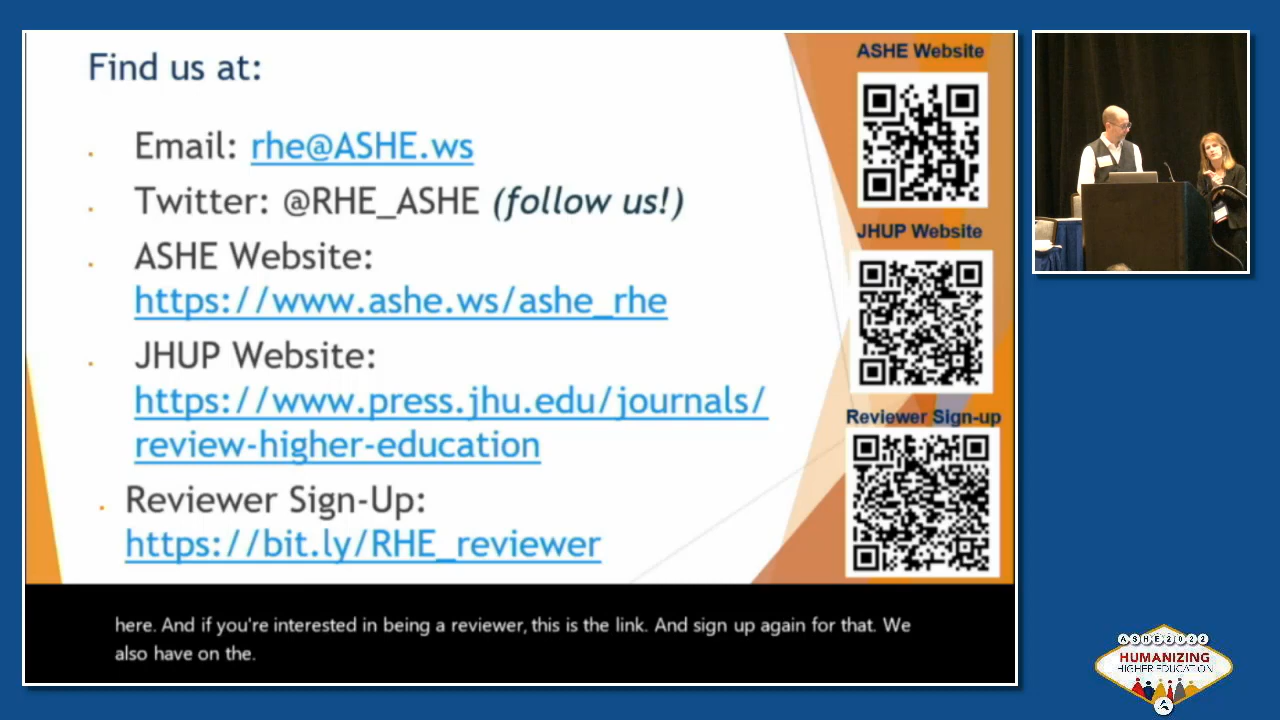 Find us at:
Email: rhe@ASHE.ws
Twitter: @RHE_ASHE (follow us!)
ASHE Website:
https://www.ashe.ws/ashe_rhe
JHUP Website:
https://www.press.jhu.edu/journals/
review-higher-education
Reviewer Sign-Up:
https://bit.ly/RHE_reviewer
ASHE Website
JHUP Website
Reviewer Sign-up
here. And if you're interested in being a reviewer, this is the link. And sign up again for that. We
also have on the.
ASHE2022
HUMANIZING
HIGHER EDUCATION
A